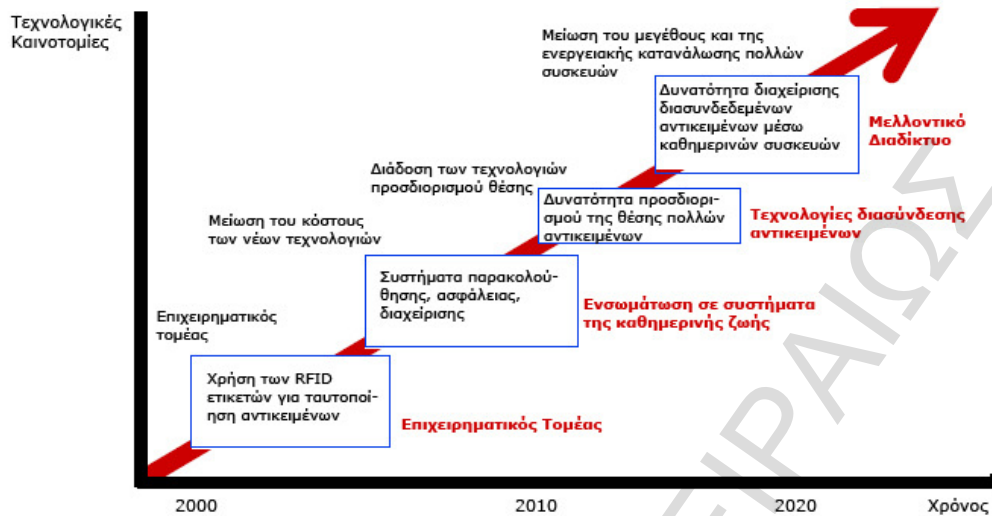 Τεχνολογικές
Καινοτομίες
Μείωση του μεγέθους και της
ενεργειακής κατανάλωσης πολλών
συσκευών
Δυνατότητα διαχείρισης
διασυνδεδεμένων
αντικειμένων μέσω
καθημερινών συσκευών
Μελλοντικό
Διαδίκτυο
Διάδοση των τεχνολογιών
προσδιορισμού θέσης
Δυνατότητα προσδιορι-
σμού της θέσης πολλών
αντικειμένων
Τεχνολογίες διασύνδεσης
αντικειμένων
Μείωση του κόστους
των νέων τεχνολογιών
Συστήματα παρακολού-
θησης, ασφάλειας,
διαχείρισης
Ενσωμάτωση σε συστήματα
της καθημερινής ζωής
Επιχειρηματικός
τομέας
Χρήση των RFID
ετικετών για ταυτοποί-
ηση αντικειμένων
Επιχειρηματικός Τομέας
2000
2010
2020
Χρόνος
ΕΙΡΑΙΩΣ